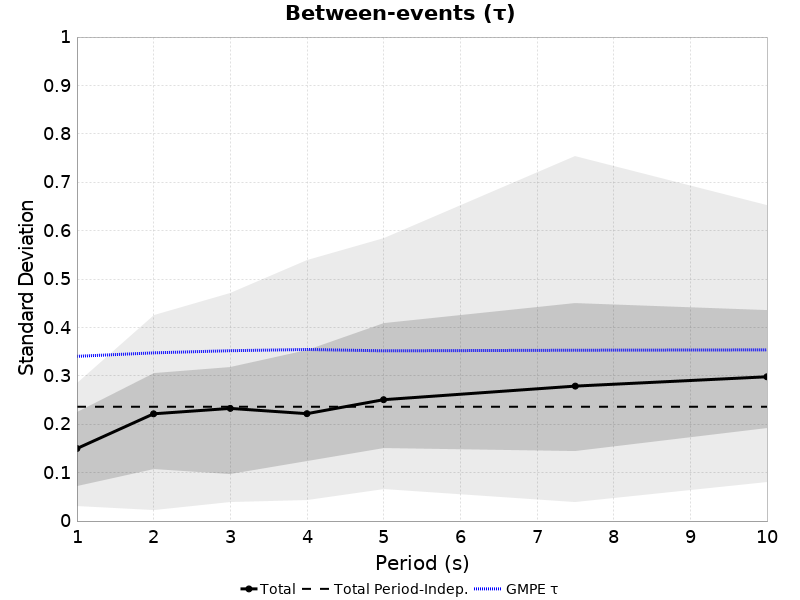 Between-events (τ)
1
0.9
0.8
0.7
0.6
0.5
0.4
0.3
0.2
0.1
0
Standard Deviation
1 2 3 4 5 6 7 8 9 10
Period (s)
Total Total Period-Indep. GMPE τ